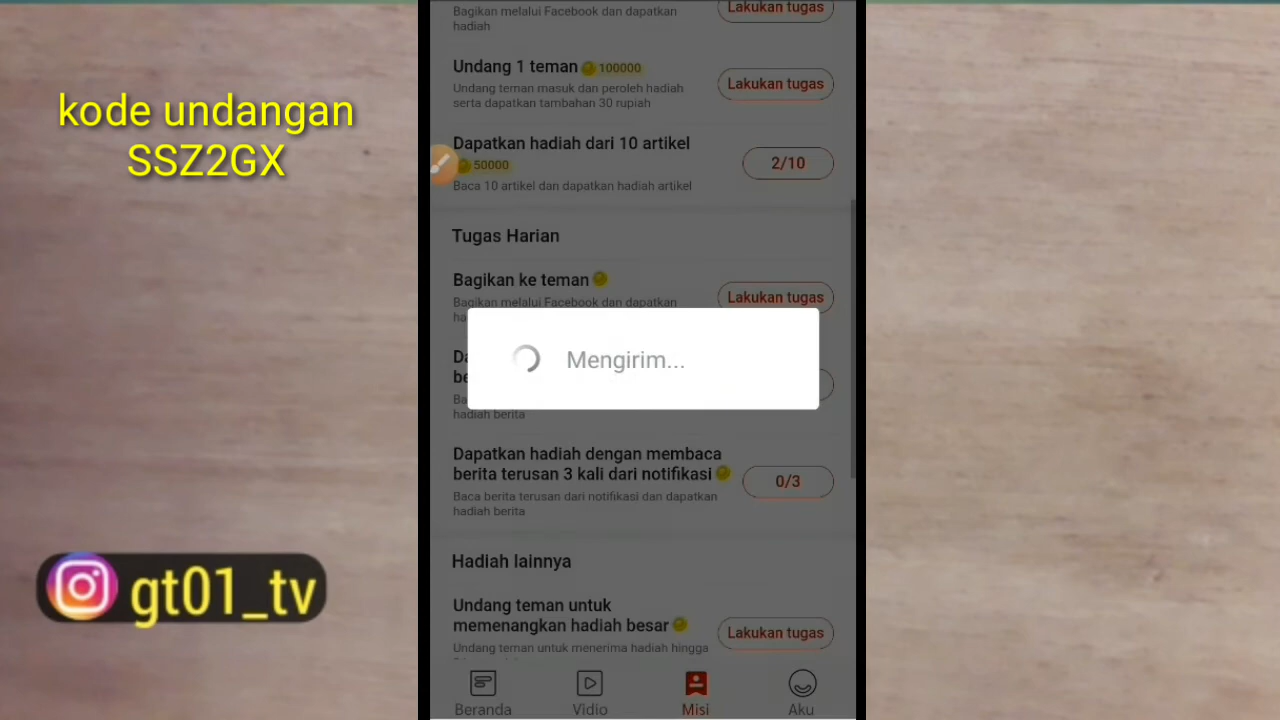 kode undangan
SSZ2GX
gt01_tv
Lakukan tugas
Bagikan melalui Facebook dan dapatkan
hadiah
Undang 1 teman 100000
Lakukan tugas
Undang teman masuk dan peroleh hadiah
serta dapatkan tambahan 30 rupiah
Dapatkan hadiah dari 10 artikel
50000
2/10
Baca 10 artikel dan dapatkan hadiah artikel
Tugas Harian
Bagikan ke teman
Lakukan tugas
Bagikan melalui Facebook dan dapatkan
Mengirim...
hadiah berita
Dapatkan hadiah dengan membaca
berita terusan 3 kali dari notifikasi
0/3
Baca berita terusan dari notifikasi dan dapatkan
hadiah berita
Hadiah lainnya
Undang teman untuk
memenangkan hadiah besar
Lakukan tugas
Undang teman untuk menerima hadiah hingga
Beranda
Vidio
Misi
Aku